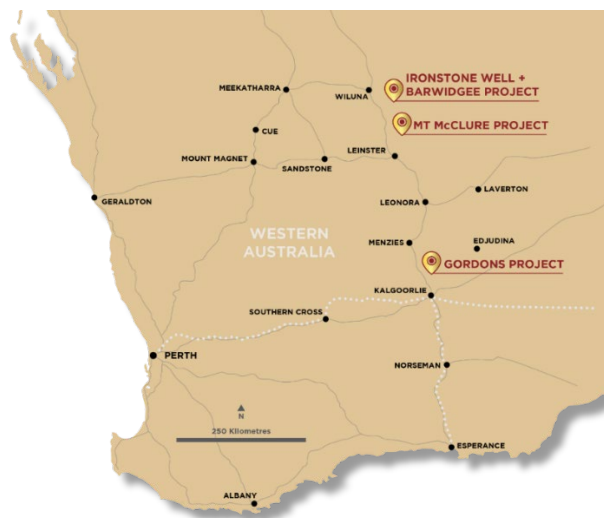 IRONSTONE WELL +
BARWIDGEE PROJECT
MEEKATHARRA
WILUNA
MT McCLURE PROJECT
CUE
LEINSTER
MOUNT MAGNET
SANDSTONE
LAVERTON
GERALDTON
LEONORA
WESTERN
AUSTRALIA
MENZIES
EDJUDINA
GORDONS PROJECT
KALGOORLIE
SOUTHERN CROSS
PERTH
NORSEMAN
N
250 Kilometres
ESPERANCE
ALBANY